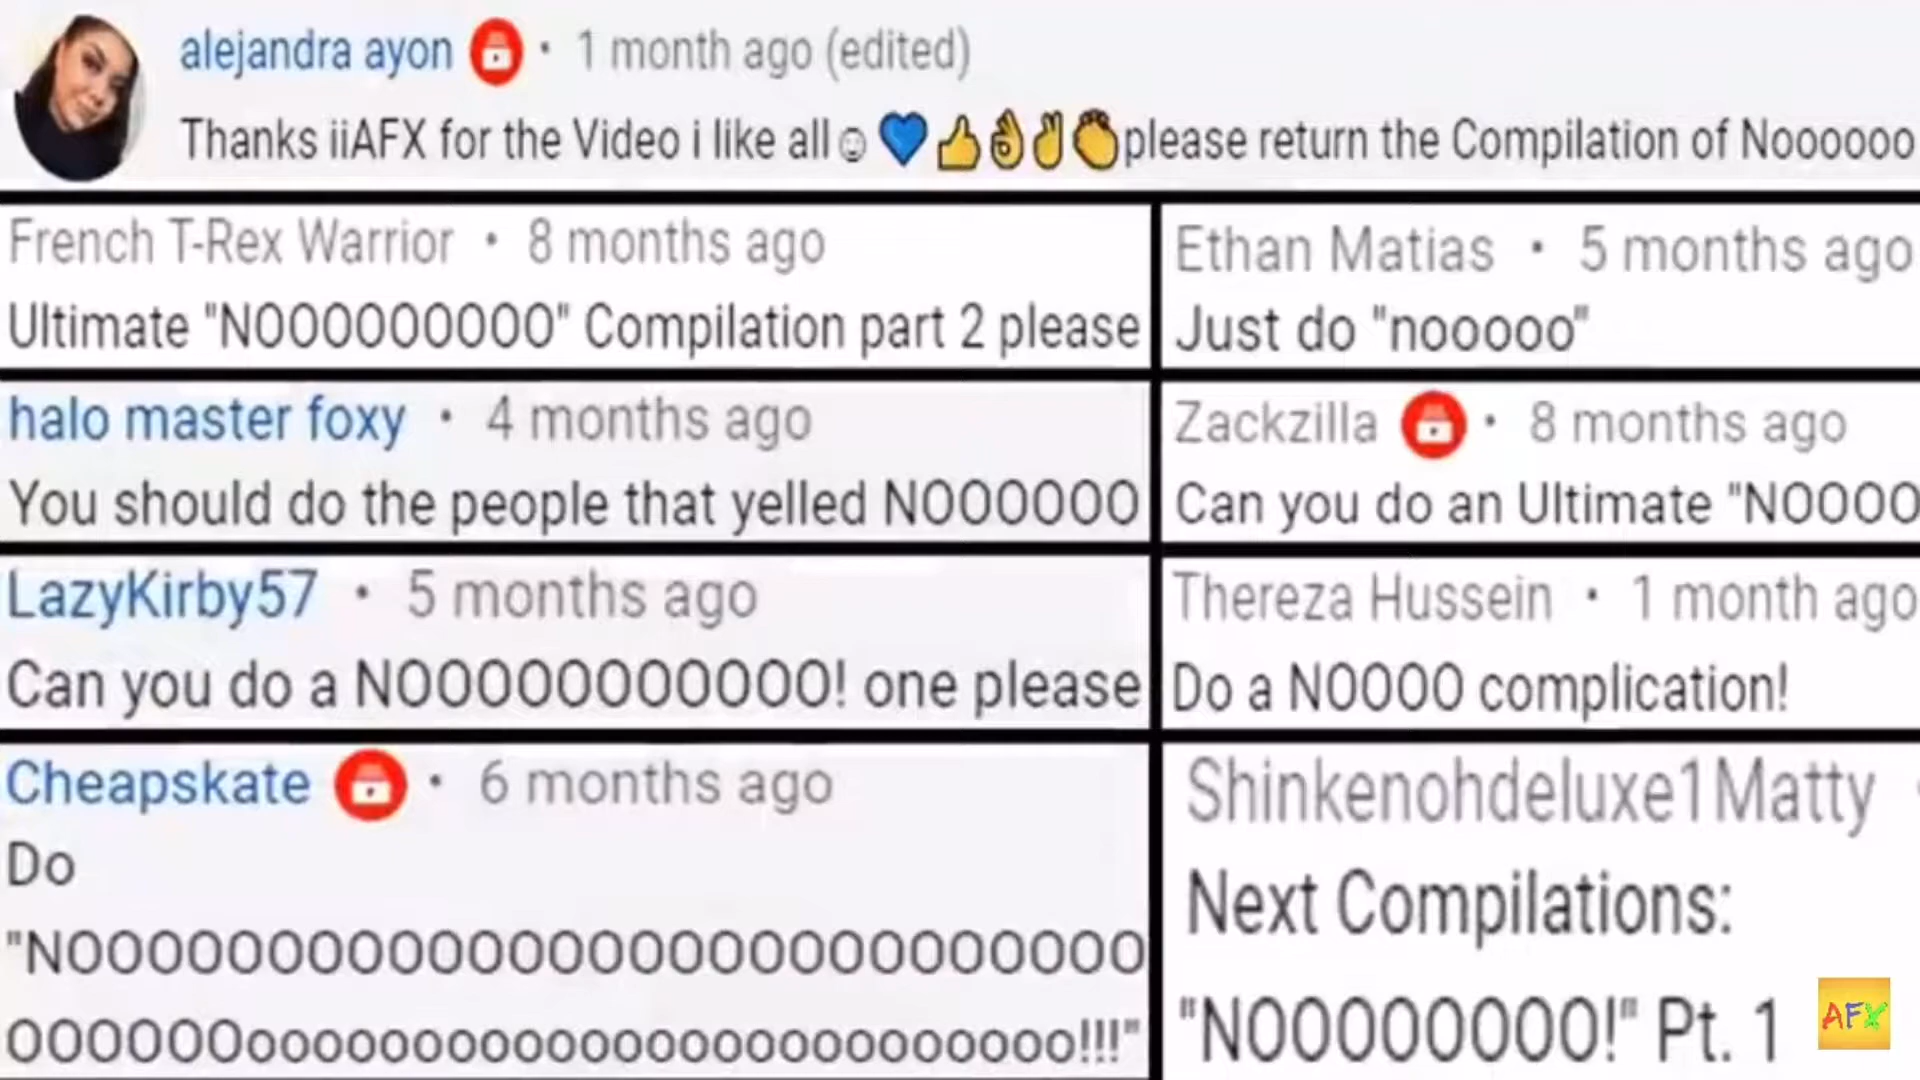 alejandra ayon · 1 month ago (edited)
Thanks iiAFX for the Video i like all☺💙👍👌✌👏please return the Compilation of Noooooo
French T-Rex Warrior · 8 months ago
Ultimate "NOOOOOOOOOO" Compilation part 2 please
Ethan Matias · 5 months ago
Just do "nooooo"
halo master foxy · 4 months ago
You should do the people that yelled NOOOOOO
Zackzilla · 8 months ago
Can you do an Ultimate "NOOOO
LazyKirby57 · 5 months ago
Can you do a NOOOOOOOOOOOO! one please
Thereza Hussein · 1 month ago
Do a NOOOO complication!
Cheapskate · 6 months ago
Do
"NOOOOOOOOOOOOOOOOOOOOOOOOOOO
OOOOOOoooooooooooooooooooooooooo!!!"
Shinkenohdeluxe1Matty
Next Compilations:
"NOOOOOOOO!" Pt. 1
AFX